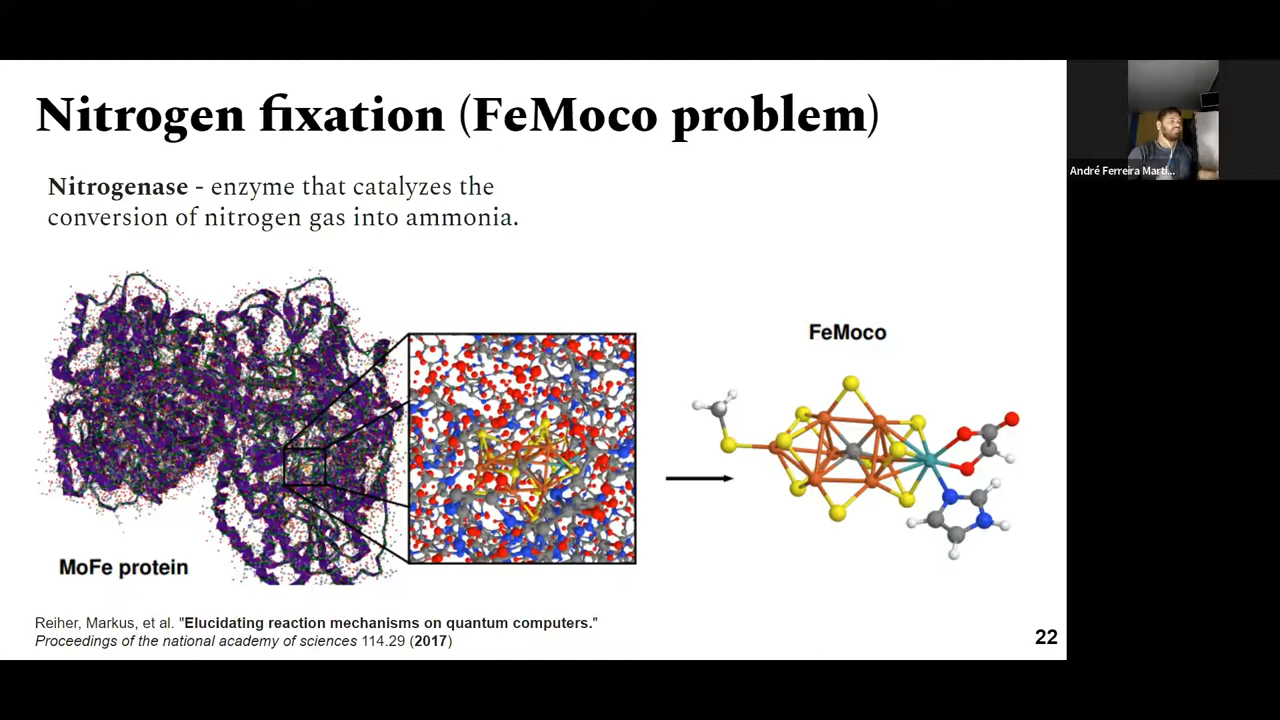 Nitrogen fixation (FeMoco problem)
Nitrogenase - enzyme that catalyzes the
conversion of nitrogen gas into ammonia.
FeMoco
MoFe protein
Reiher, Markus, et al. "Elucidating reaction mechanisms on quantum computers."
Proceedings of the national academy of sciences 114.29 (2017)
22
André Ferreira Marti...